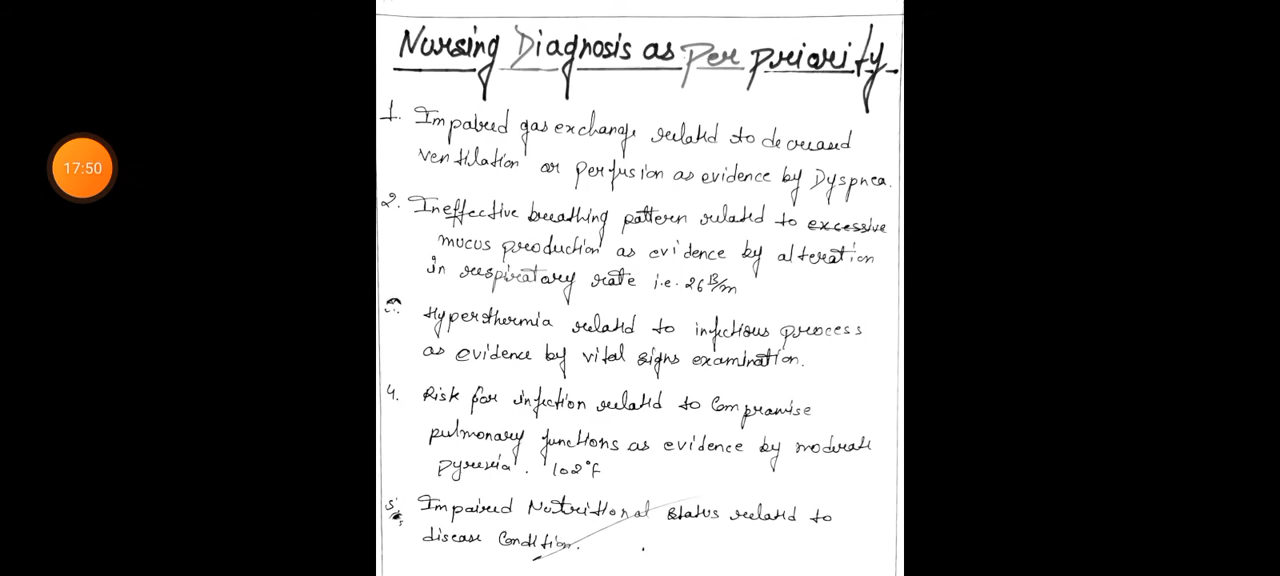 Nursing Diagnosis as Per priority
17:50
1. Impaired gas exchange related to decreased
ventilation or perfusion as evidence by Dyspnea.
2. Ineffective breathing pattern related to excessive
mucus production as evidence by alteration
in respiratory rate i.e. 26 B/m
Hyperthermia related to infectious process
as evidence by vital signs examination.
4. Risk for infection related to Compramise
pulmonary functions as evidence by moderate
pyrexia. 102°F
5. Impaired Nutritional status related to
disease Condition.